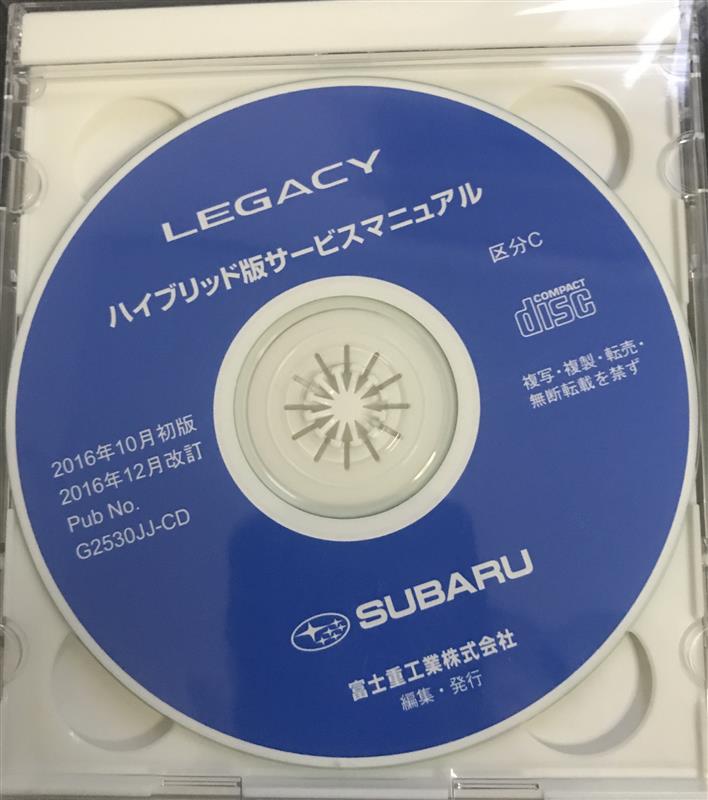 LEGACY
ハイブリッド版サービスマニュアル
区分C
COMPACT
disc
複写・複製・転売・
無断転載を禁ず
2016年10月初版
2016年12月改訂
Pub No.
G2530JJ-CD
SUBARU
富士重工業株式会社
編集・発行